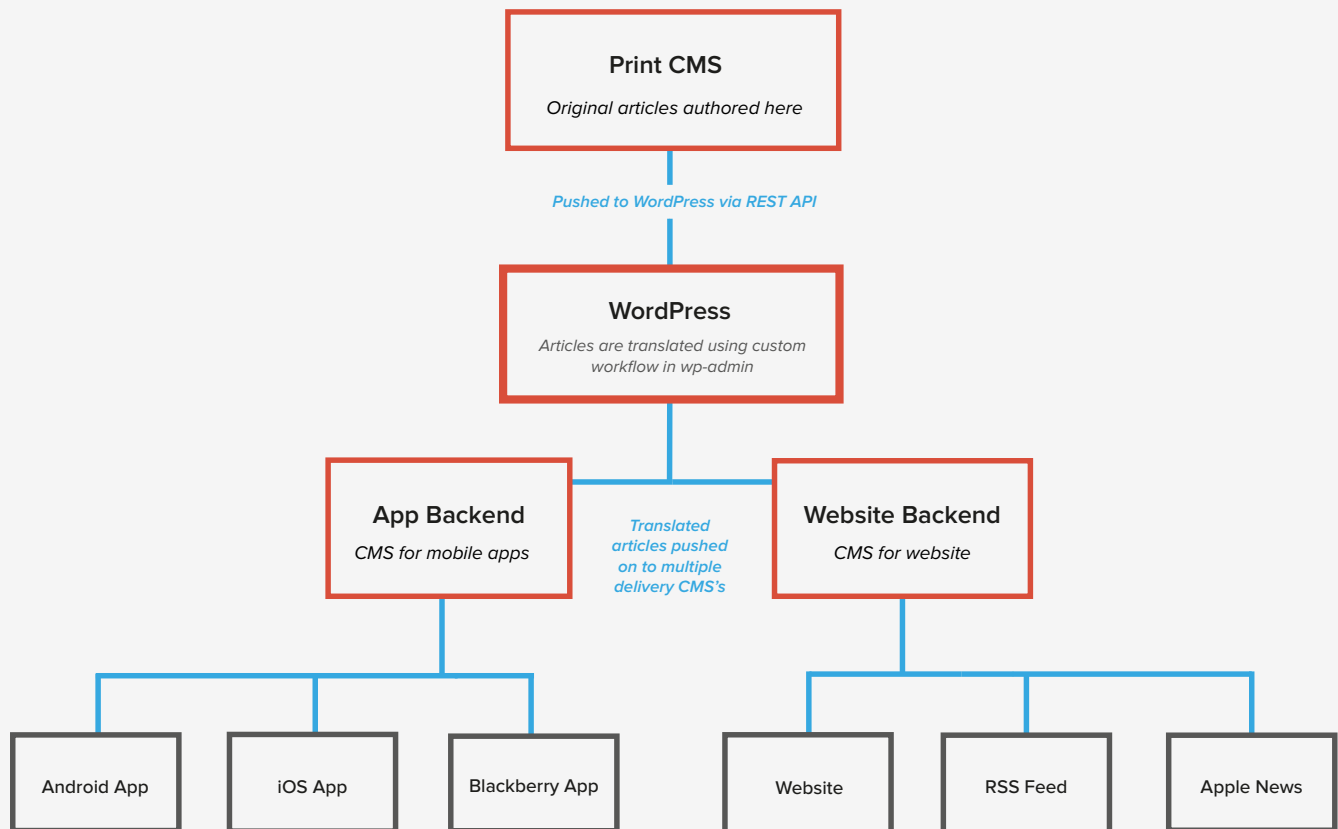 Print CMS
Original articles authored here
Pushed to WordPress via REST API
WordPress
Articles are translated using custom
workflow in wp-admin
App Backend
CMS for mobile apps
Translated
articles pushed
on to multiple
delivery CMS's
Website Backend
CMS for website
Android App
iOS App
Blackberry App
Website
RSS Feed
Apple News